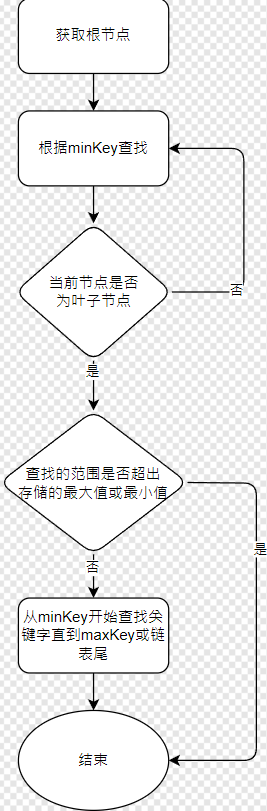 获取根节点
根据minKey查找
当前节点是否
为叶子节点
否
是
查找的范围是否超出
存储的最大值或最小值
是
否
从minKey开始查找关
键字直到maxKey或链
表尾
结束